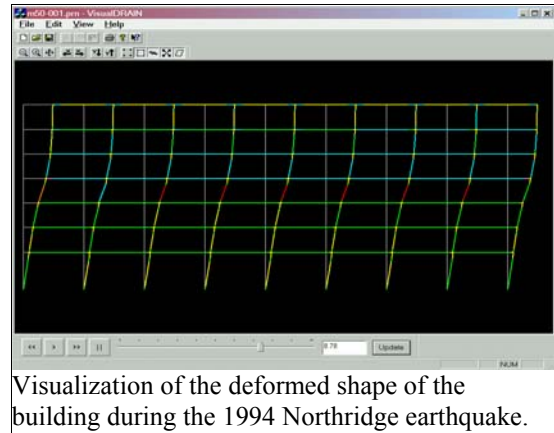 m50-001.prn - VisualDRAIN
File Edit View Help
8.78 Update
NUM
Visualization of the deformed shape of the
building during the 1994 Northridge earthquake.